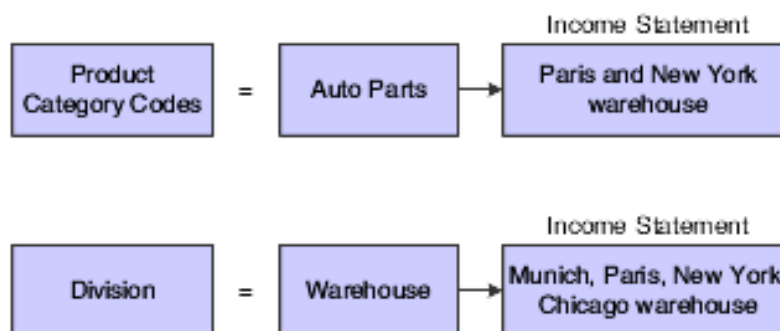 Income Statement
Product
Category Codes
=
Auto Parts
Paris and New York
warehouse
Income Statement
Division
=
Warehouse
Munich, Paris, New York
Chicago warehouse